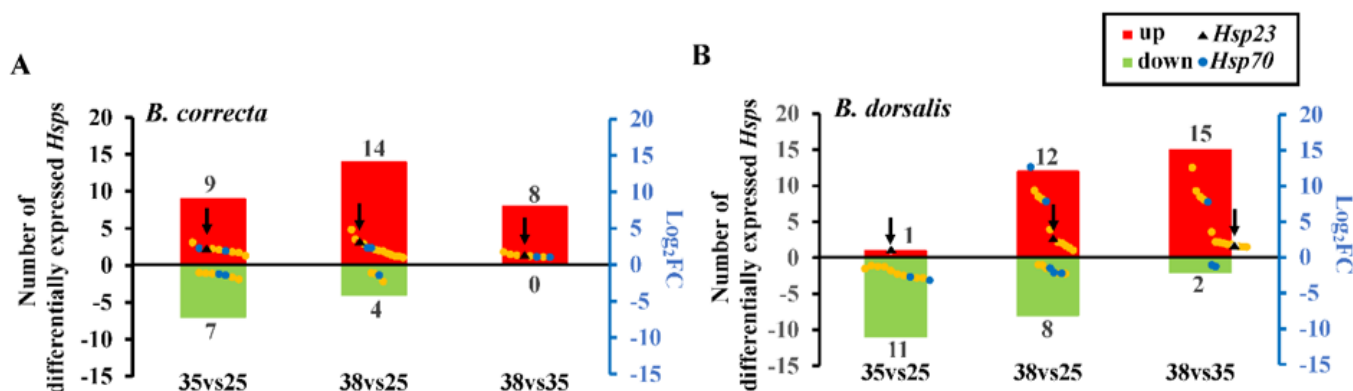 up Hsp23
down Hsp70
A
B
Number of
differentially expressed Hsps
B. correcta
20
15
10
5
0
-5
-10
-15
9
14
8
7
4
0
35vs25
38vs25
38vs35
20
15
10
5
0
-5
-10
-15
Log₂FC
Number of
differentially expressed Hsps
B. dorsalis
20
15
10
5
0
-5
-10
-15
1
12
15
11
8
2
35vs25
38vs25
38vs35
20
15
10
5
0
-5
-10
-15
Log₂FC